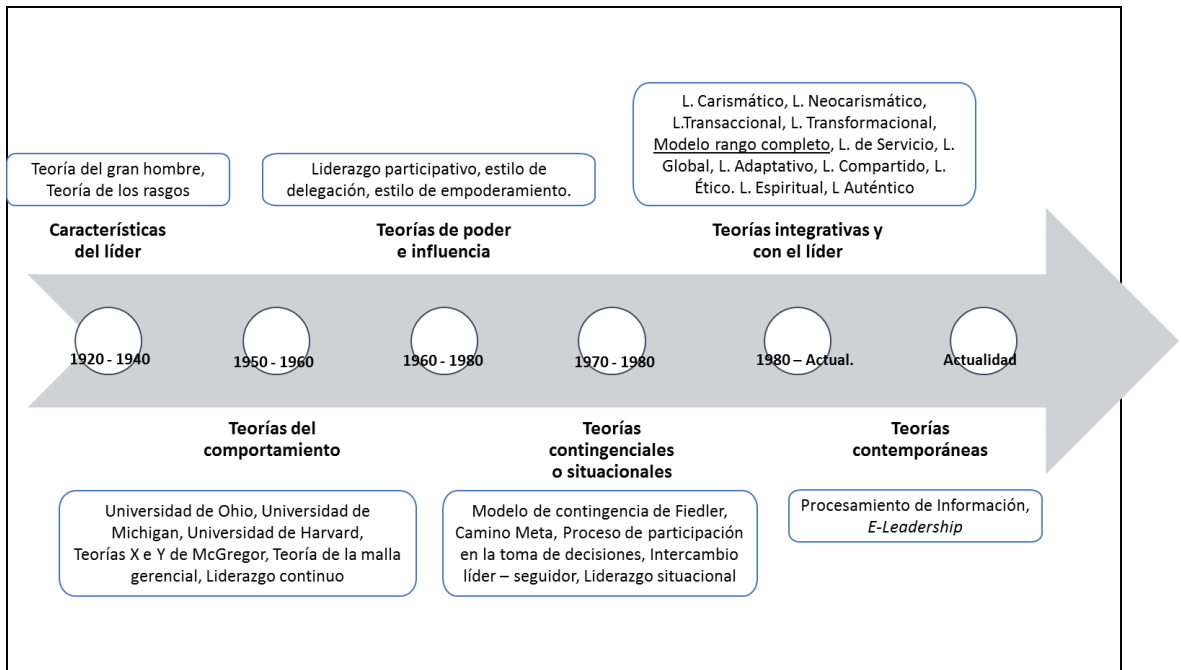 L. Carismático, L. Neocarismático,
L.Transaccional, L. Transformacional,
Modelo rango completo, L. de Servicio, L.
Global, L. Adaptativo, L. Compartido, L.
Ético. L. Espiritual, L Auténtico
Teoría del gran hombre,
Teoría de los rasgos
Liderazgo participativo, estilo de
delegación, estilo de empoderamiento.
Características
del líder
Teorías de poder
e influencia
Teorías integrativas y
con el líder
1920 - 1940
1950 - 1960
1960 - 1980
1970 - 1980
1980 – Actual.
Actualidad
Teorías del
comportamiento
Teorías
contingenciales
o situacionales
Teorías
contemporáneas
Universidad de Ohio, Universidad de
Michigan, Universidad de Harvard,
Teorías X e Y de McGregor, Teoría de la malla
gerencial, Liderazgo continuo
Modelo de contingencia de Fiedler,
Camino Meta, Proceso de participación
en la toma de decisiones, Intercambio
líder – seguidor, Liderazgo situacional
Procesamiento de Información,
E-Leadership